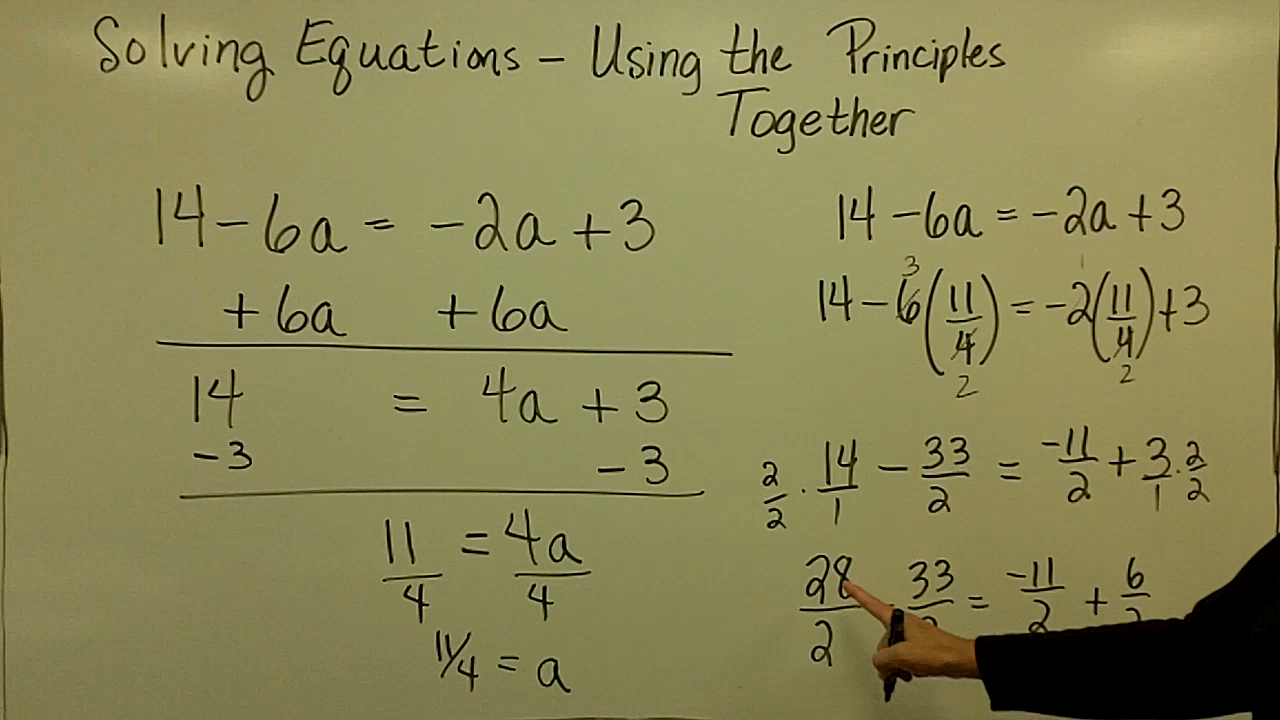 Solving Equations – Using the Principles
Together
14 - 6a = -2a + 3
+ 6a + 6a
14 = 4a + 3
- 3 - 3
11/4 = 4a/4
11/4 = a
14 - 6a = -2a + 3
3 1
14 - 6(11/4) = -2(11/4) + 3
2 2
2/2 · 14/1 - 33/2 = -11/2 + 3/1 · 2/2
28/2 - 33/2 = -11/2 + 6/2